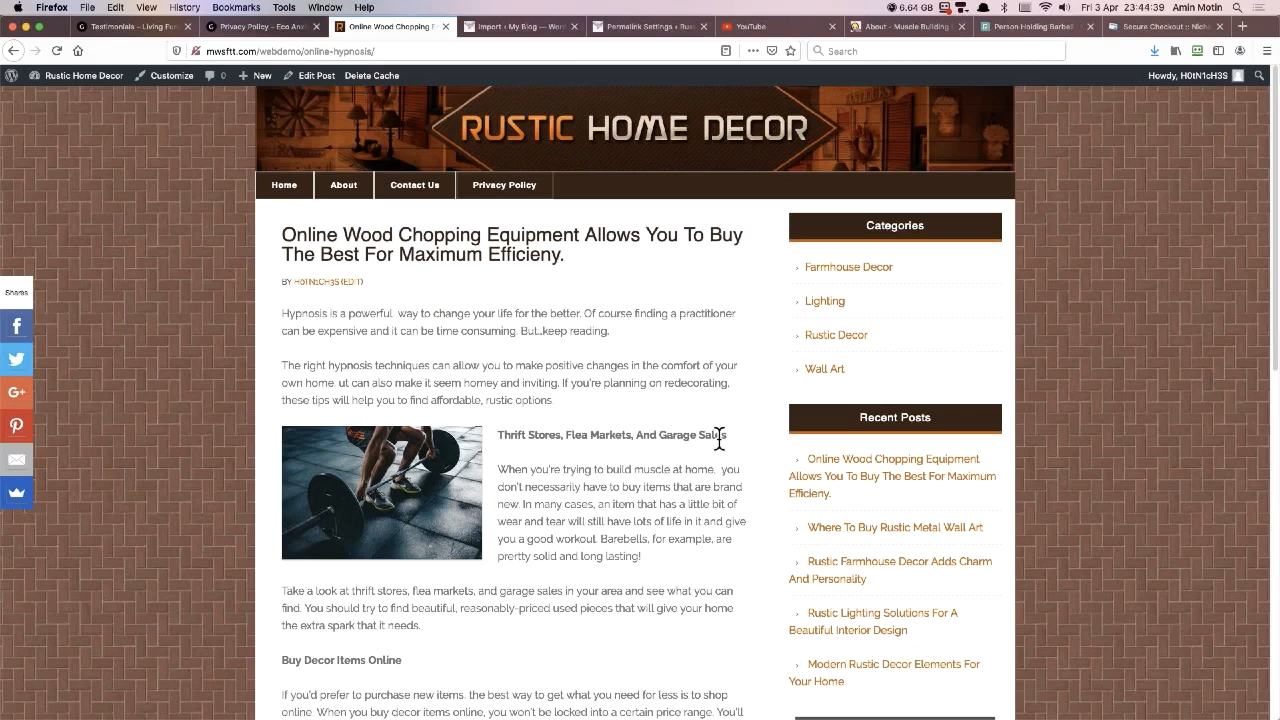 Firefox File Edit View History Bookmarks Tools Window Help 6.66 GB Wed 3 Jun 21:04:39 Amin Motin
Testimonials - Living Fun
Privacy Policy – Eco Anxi
Online Wood Chopping E
Import ‹ My Blog — Word
Permalink Settings ‹ Rus
YouTube
About - Muscle Building
Person Holding Barbell
Secure Checkout :: Nich
mwsftt.com/webdemo/online-hypnosis/
Search
Rustic Home Decor Customize 0 New Edit Post Delete Cache Howdy, H0tN1cH3S
RUSTIC HOME DECOR
Home About Contact Us Privacy Policy
Online Wood Chopping Equipment Allows You To Buy
The Best For Maximum Efficieny.
BY H0TN1CH3S (EDIT)
Hypnosis is a powerful way to change your life for the better. Of course finding a practitioner
can be expensive and it can be time consuming. But…keep reading.
The right hypnosis techniques can allow you to make positive changes in the comfort of your
own home. ut can also make it seem homey and inviting. If you're planning on redecorating,
these tips will help you to find affordable, rustic options.
Thrift Stores, Flea Markets, And Garage Sales
When you're trying to build muscle at home, you
don't necessarily have to buy items that are brand
new. In many cases, an item that has a little bit of
wear and tear will still have lots of life in it and give
you a good workout. Barebells, for example, are
prertty solid and long lasting!
Take a look at thrift stores, flea markets, and garage sales in your area and see what you can
find. You should try to find beautiful, reasonably-priced used pieces that will give your home
the extra spark that it needs.
Buy Decor Items Online
If you'd prefer to purchase new items, the best way to get what you need for less is to shop
online. When you buy decor items online, you won't be locked into a certain price range. You'll
Categories
Farmhouse Decor
Lighting
Rustic Decor
Wall Art
Recent Posts
Online Wood Chopping Equipment
Allows You To Buy The Best For Maximum
Efficieny.
Where To Buy Rustic Metal Wall Art
Rustic Farmhouse Decor Adds Charm
And Personality
Rustic Lighting Solutions For A
Beautiful Interior Design
Modern Rustic Decor Elements For
Your Home
Shares